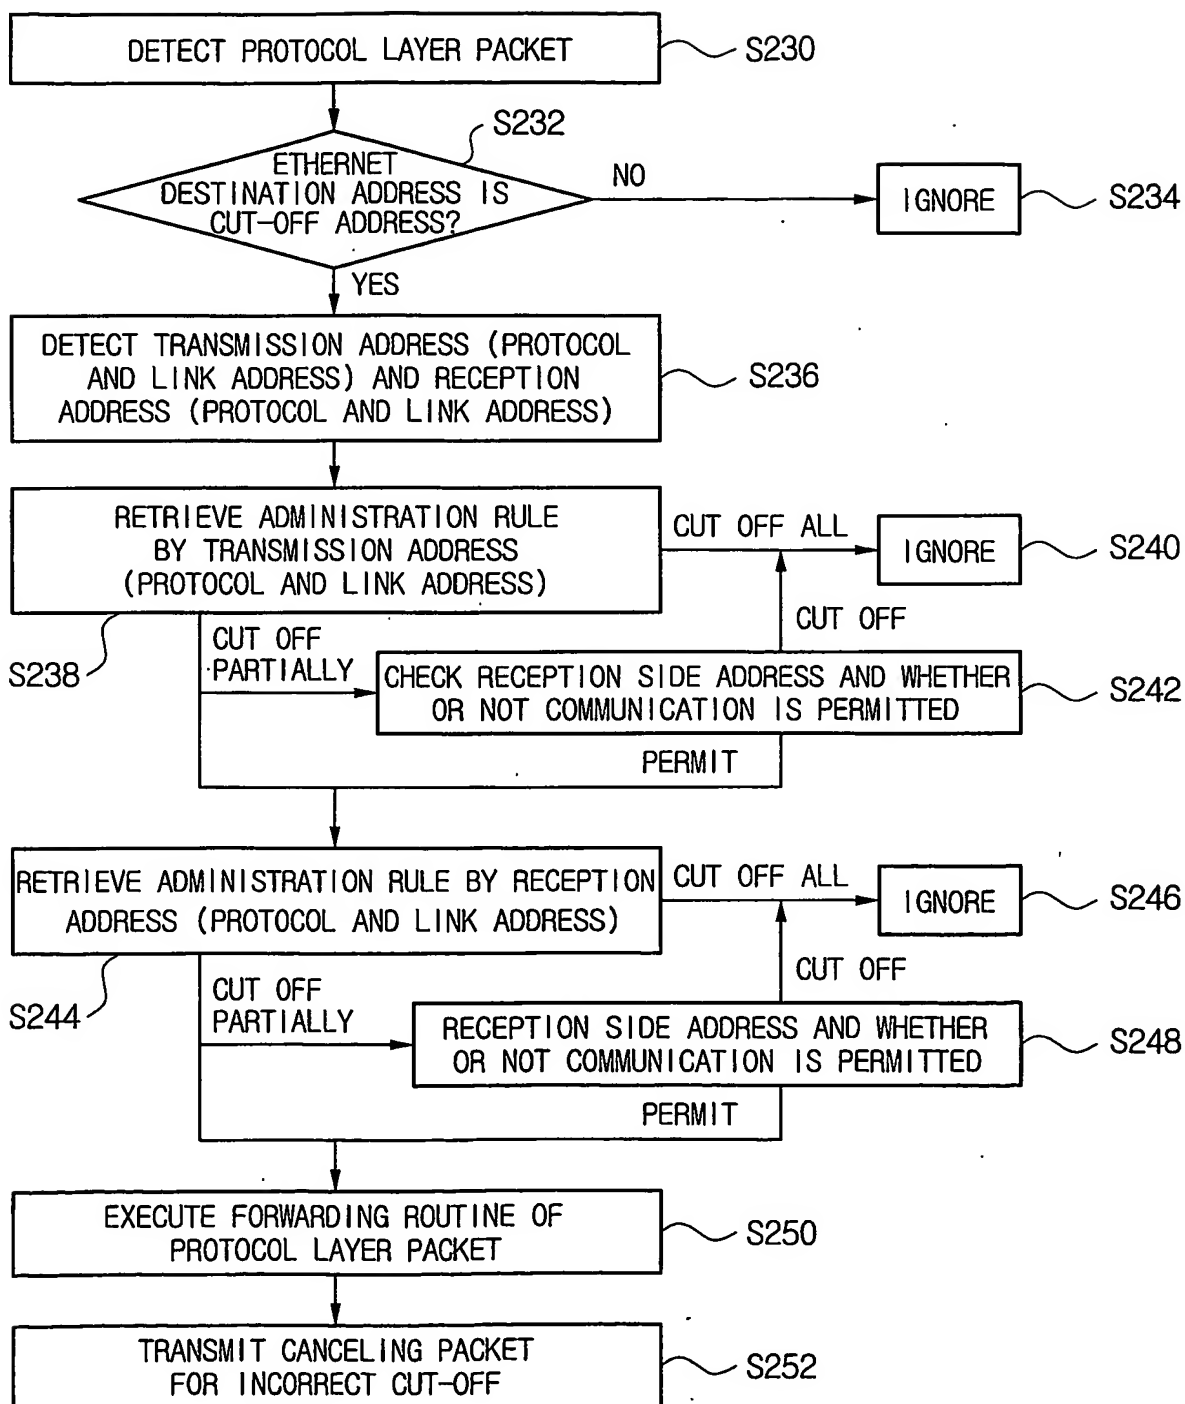 DETECT PROTOCOL LAYER PACKET
S230
S232
ETHERNET
DESTINATION ADDRESS IS
CUT-OFF ADDRESS?
NO
IGNORE
S234
YES
DETECT TRANSMISSION ADDRESS (PROTOCOL
AND LINK ADDRESS) AND RECEPTION
ADDRESS (PROTOCOL AND LINK ADDRESS)
S236
RETRIEVE ADMINISTRATION RULE
BY TRANSMISSION ADDRESS
(PROTOCOL AND LINK ADDRESS)
CUT OFF ALL
IGNORE
S240
CUT OFF
S238
CUT OFF
PARTIALLY
CHECK RECEPTION SIDE ADDRESS AND WHETHER
OR NOT COMMUNICATION IS PERMITTED
S242
PERMIT
RETRIEVE ADMINISTRATION RULE BY RECEPTION
ADDRESS (PROTOCOL AND LINK ADDRESS)
CUT OFF ALL
IGNORE
S246
CUT OFF
S244
CUT OFF
PARTIALLY
RECEPTION SIDE ADDRESS AND WHETHER
OR NOT COMMUNICATION IS PERMITTED
S248
PERMIT
EXECUTE FORWARDING ROUTINE OF
PROTOCOL LAYER PACKET
S250
TRANSMIT CANCELING PACKET
FOR INCORRECT CUT-OFF
S252